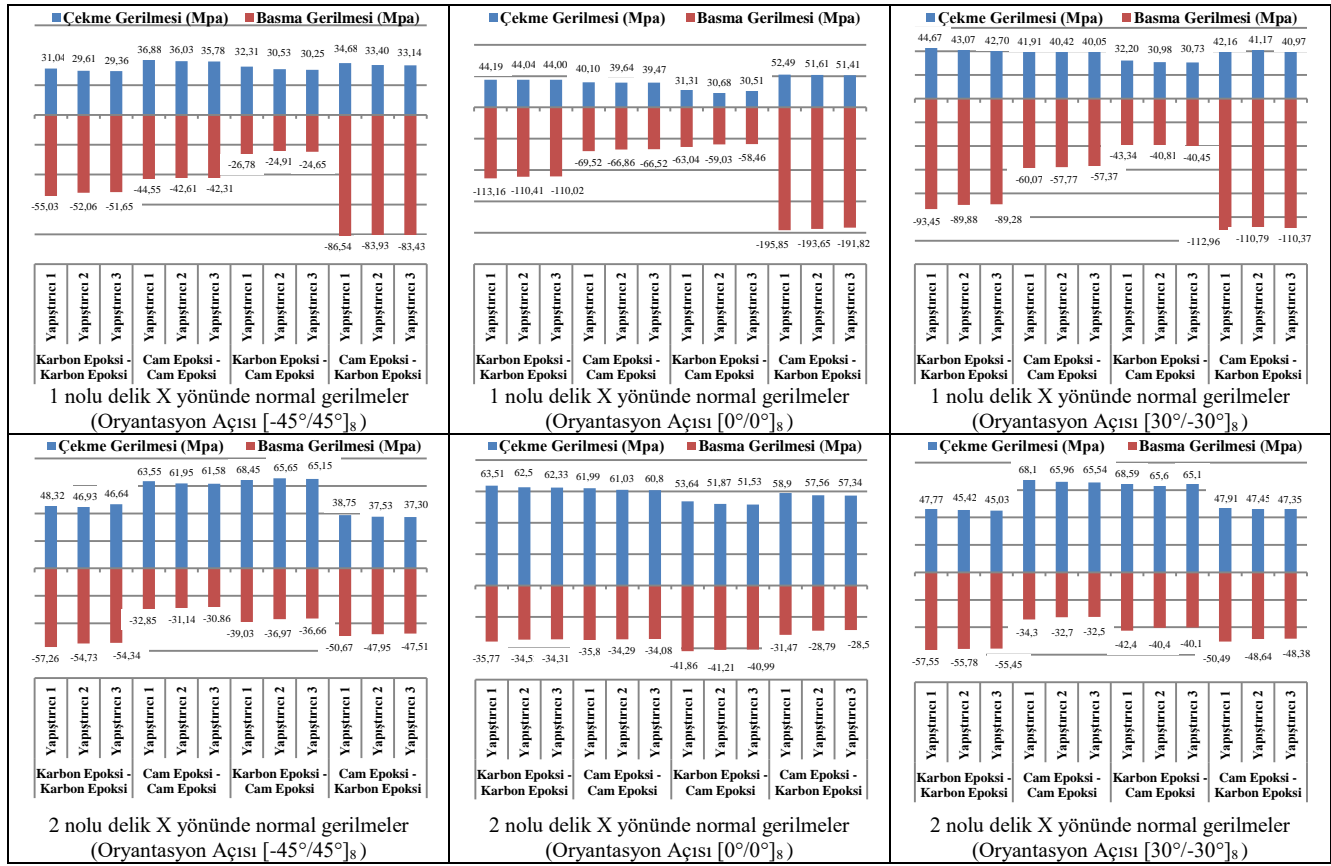 Çekme Gerilmesi (Mpa) Basma Gerilmesi (Mpa)
31,04 29,61 29,36 36,88 36,03 35,78 32,31 30,53 30,25 34,68 33,40 33,14
-55,03 -52,06 -51,65 -44,55 -42,61 -42,31 -26,78 -24,91 -24,65 -86,54 -83,93 -83,43
Yapıştırıcı 1 Yapıştırıcı 2 Yapıştırıcı 3 Yapıştırıcı 1 Yapıştırıcı 2 Yapıştırıcı 3 Yapıştırıcı 1 Yapıştırıcı 2 Yapıştırıcı 3 Yapıştırıcı 1 Yapıştırıcı 2 Yapıştırıcı 3
Karbon Epoksi - Cam Epoksi - Karbon Epoksi - Cam Epoksi -
Karbon Epoksi Cam Epoksi Cam Epoksi Karbon Epoksi
1 nolu delik X yönünde normal gerilmeler
(Oryantasyon Açısı [-45°/45°]₈)
Çekme Gerilmesi (Mpa) Basma Gerilmesi (Mpa)
44,19 44,04 44,00 40,10 39,64 39,47 31,31 30,68 30,51 52,49 51,61 51,41
-113,16 -110,41 -110,02 -69,52 -66,86 -66,52 -63,04 -59,03 -58,46 -195,85 -193,65 -191,82
Yapıştırıcı 1 Yapıştırıcı 2 Yapıştırıcı 3 Yapıştırıcı 1 Yapıştırıcı 2 Yapıştırıcı 3 Yapıştırıcı 1 Yapıştırıcı 2 Yapıştırıcı 3 Yapıştırıcı 1 Yapıştırıcı 2 Yapıştırıcı 3
Karbon Epoksi - Cam Epoksi - Karbon Epoksi - Cam Epoksi -
Karbon Epoksi Cam Epoksi Cam Epoksi Karbon Epoksi
1 nolu delik X yönünde normal gerilmeler
(Oryantasyon Açısı [0°/0°]₈)
Çekme Gerilmesi (Mpa) Basma Gerilmesi (Mpa)
44,67 43,07 42,70 41,91 40,42 40,05 32,20 30,98 30,73 42,16 41,17 40,97
-93,45 -89,88 -89,28 -60,07 -57,77 -57,37 -43,34 -40,81 -40,45 -112,96 -110,79 -110,37
Yapıştırıcı 1 Yapıştırıcı 2 Yapıştırıcı 3 Yapıştırıcı 1 Yapıştırıcı 2 Yapıştırıcı 3 Yapıştırıcı 1 Yapıştırıcı 2 Yapıştırıcı 3 Yapıştırıcı 1 Yapıştırıcı 2 Yapıştırıcı 3
Karbon Epoksi - Cam Epoksi - Karbon Epoksi - Cam Epoksi -
Karbon Epoksi Cam Epoksi Cam Epoksi Karbon Epoksi
1 nolu delik X yönünde normal gerilmeler
(Oryantasyon Açısı [30°/-30°]₈)
Çekme Gerilmesi (Mpa) Basma Gerilmesi (Mpa)
48,32 46,93 46,64 63,55 61,95 61,58 68,45 65,65 65,15 38,75 37,53 37,30
-57,26 -54,73 -54,34 -32,85 -31,14 -30,86 -39,03 -36,97 -36,66 -50,67 -47,95 -47,51
Yapıştırıcı 1 Yapıştırıcı 2 Yapıştırıcı 3 Yapıştırıcı 1 Yapıştırıcı 2 Yapıştırıcı 3 Yapıştırıcı 1 Yapıştırıcı 2 Yapıştırıcı 3 Yapıştırıcı 1 Yapıştırıcı 2 Yapıştırıcı 3
Karbon Epoksi - Cam Epoksi - Karbon Epoksi - Cam Epoksi -
Karbon Epoksi Cam Epoksi Cam Epoksi Karbon Epoksi
2 nolu delik X yönünde normal gerilmeler
(Oryantasyon Açısı [-45°/45°]₈)
Çekme Gerilmesi (Mpa) Basma Gerilmesi (Mpa)
63,51 62,5 62,33 61,99 61,03 60,8 53,64 51,87 51,53 58,9 57,56 57,34
-35,77 -34,5 -34,31 -35,8 -34,29 -34,08 -41,86 -41,21 -40,99 -31,47 -28,79 -28,5
Yapıştırıcı 1 Yapıştırıcı 2 Yapıştırıcı 3 Yapıştırıcı 1 Yapıştırıcı 2 Yapıştırıcı 3 Yapıştırıcı 1 Yapıştırıcı 2 Yapıştırıcı 3 Yapıştırıcı 1 Yapıştırıcı 2 Yapıştırıcı 3
Karbon Epoksi - Cam Epoksi - Karbon Epoksi - Cam Epoksi -
Karbon Epoksi Cam Epoksi Cam Epoksi Karbon Epoksi
2 nolu delik X yönünde normal gerilmeler
(Oryantasyon Açısı [0°/0°]₈)
Çekme Gerilmesi (Mpa) Basma Gerilmesi (Mpa)
47,77 45,42 45,03 68,1 65,96 65,54 68,59 65,6 65,1 47,91 47,45 47,35
-57,55 -55,78 -55,45 -34,3 -32,7 -32,5 -42,4 -40,4 -40,1 -50,49 -48,64 -48,38
Yapıştırıcı 1 Yapıştırıcı 2 Yapıştırıcı 3 Yapıştırıcı 1 Yapıştırıcı 2 Yapıştırıcı 3 Yapıştırıcı 1 Yapıştırıcı 2 Yapıştırıcı 3 Yapıştırıcı 1 Yapıştırıcı 2 Yapıştırıcı 3
Karbon Epoksi - Cam Epoksi - Karbon Epoksi - Cam Epoksi -
Karbon Epoksi Cam Epoksi Cam Epoksi Karbon Epoksi
2 nolu delik X yönünde normal gerilmeler
(Oryantasyon Açısı [30°/-30°]₈)